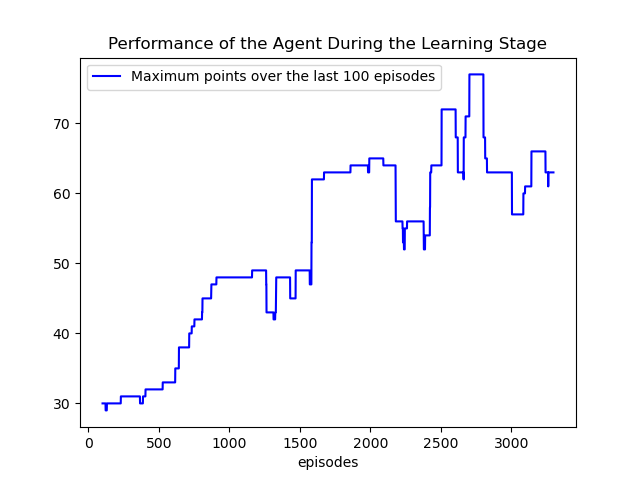 Performance of the Agent During the Learning Stage
Maximum points over the last 100 episodes
70
60
50
40
30
0 500 1000 1500 2000 2500 3000
episodes